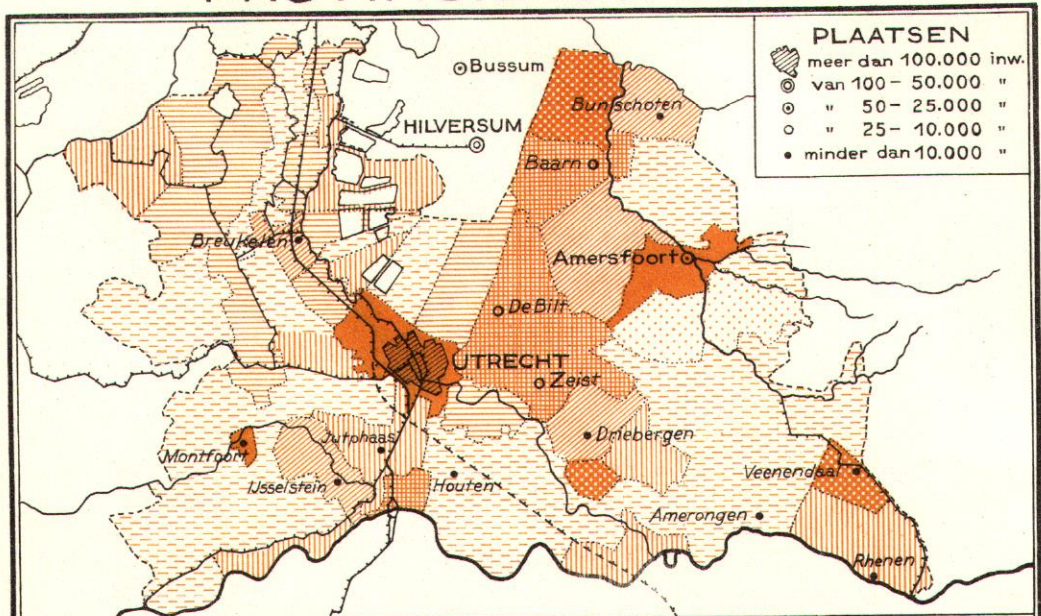 PLAATSEN
meer dan 100.000 inw.
van 100 - 50.000 "
" 50 - 25.000 "
" 25 - 10.000 "
minder dan 10.000 "
Bussum
Bunschoten
HILVERSUM
Baarn
Breukelen
Amersfoort
De Bilt
UTRECHT
Zeist
Driebergen
Jutphaas
Montfoort
Veenendaal
IJsselstein
Houten
Amerongen
Rhenen